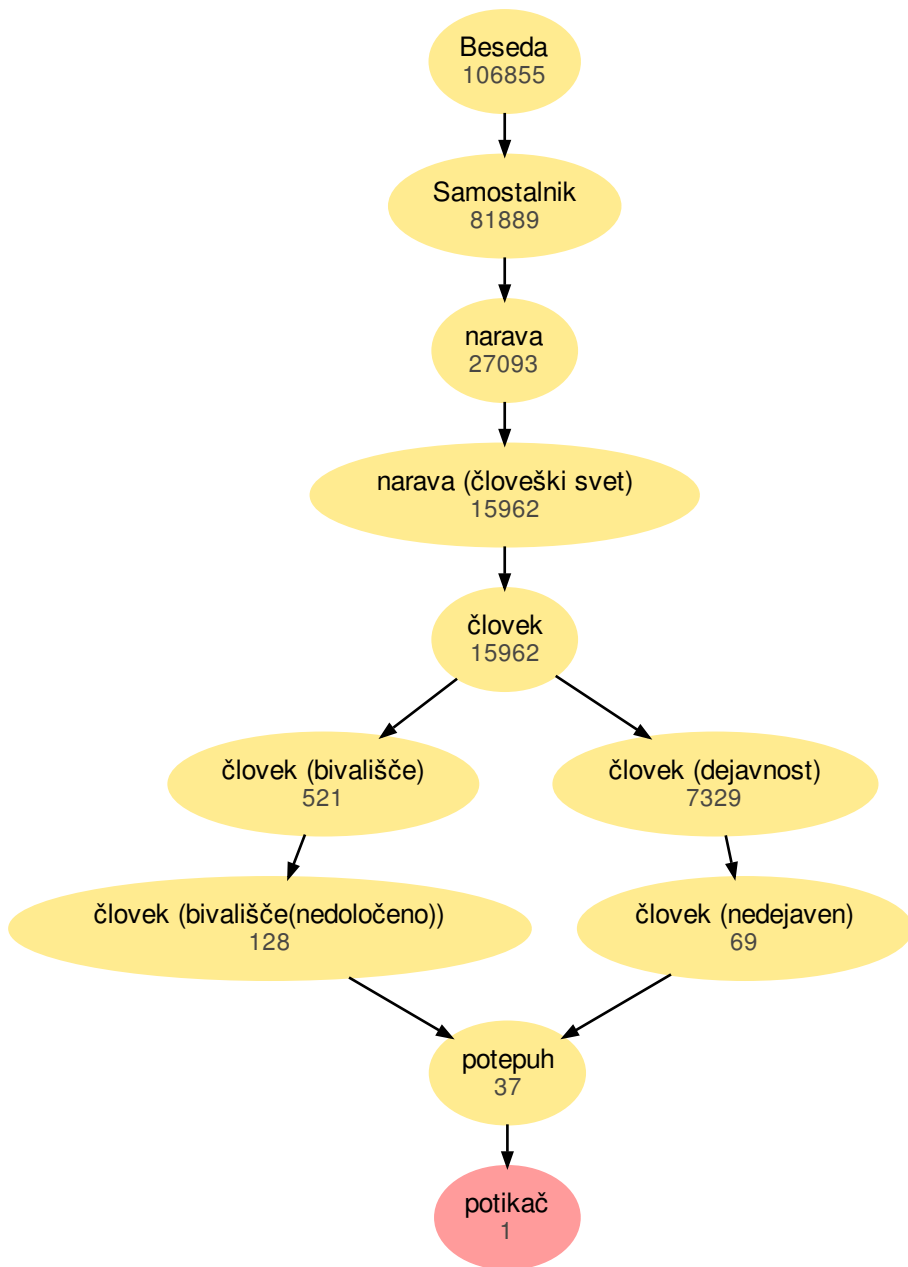 Beseda
106855
Samostalnik
81889
narava
27093
narava (človeški svet)
15962
človek
15962
človek (bivališče)
521
človek (dejavnost)
7329
človek (bivališče(nedoločeno))
128
človek (nedejaven)
69
potepuh
37
potikač
1